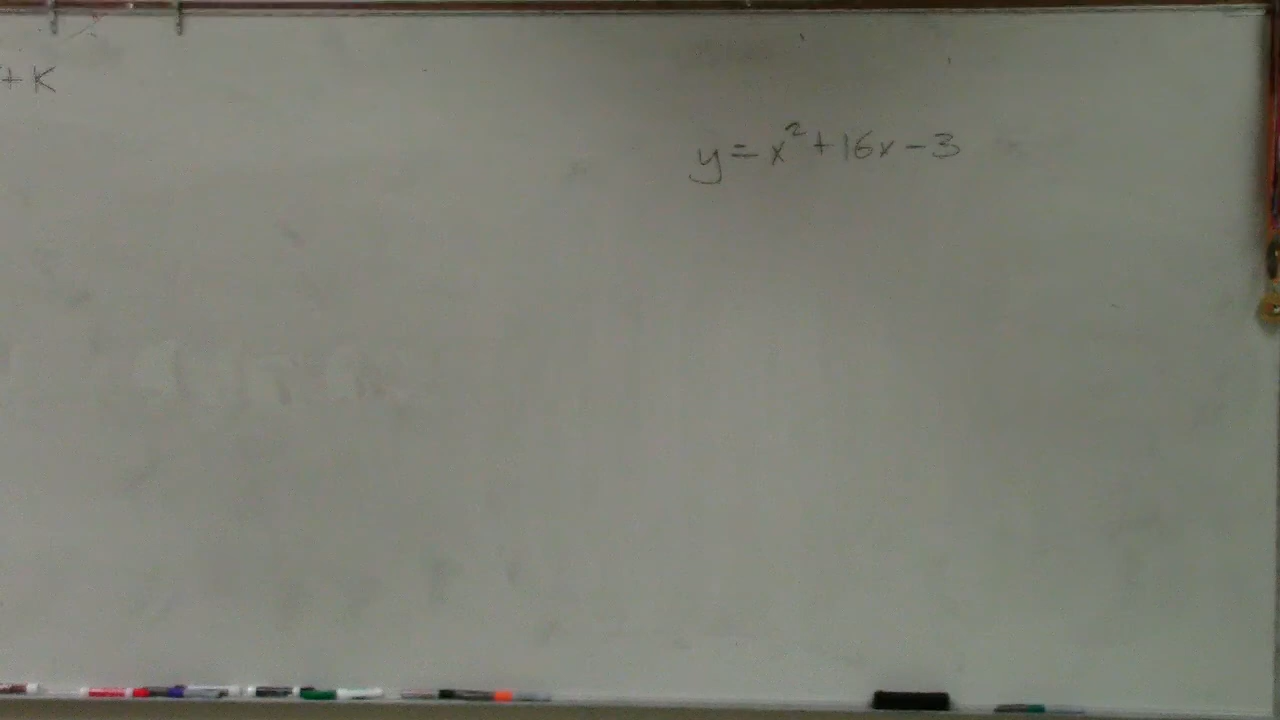 + K
y = x² + 16x - 3